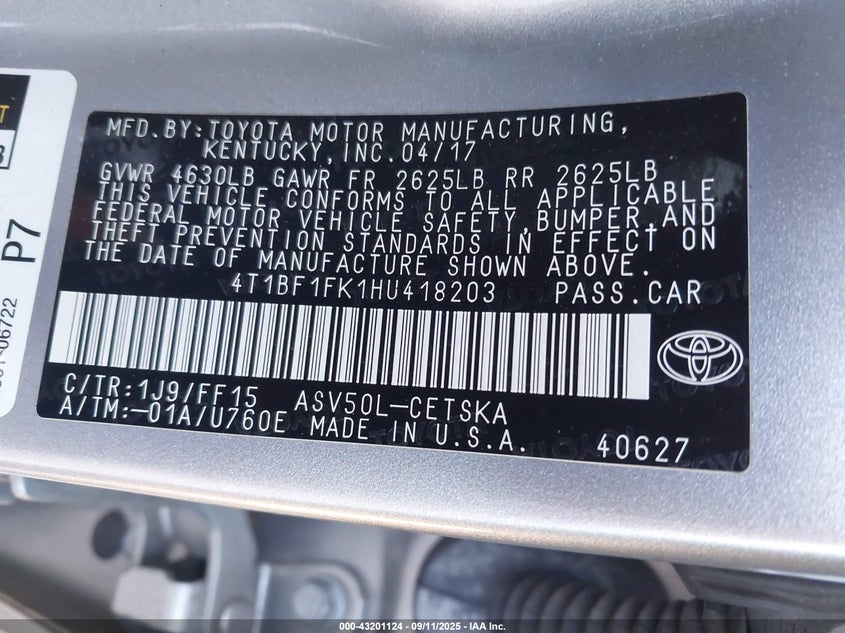 MFD.BY:TOYOTA MOTOR MANUFACTURING,
KENTUCKY,INC.04/17
GVWR 4630LB GAWR FR 2625LB RR 2625LB
THIS VEHICLE CONFORMS TO ALL APPLICABLE
FEDERAL MOTOR VEHICLE SAFETY,BUMPER,AND
THEFT PREVENTION STANDARDS IN EFFECT ON
THE DATE OF MANUFACTURE SHOWN ABOVE.
4T1BF1FK1HU418203 PASS.CAR
C/TR:1J9/FF15 ASV50L-CETSKA
A/TM:-01A/U760E MADE IN U.S.A. 40627
P7
06722
000-43201124 - 09/11/2025 - IAA Inc.